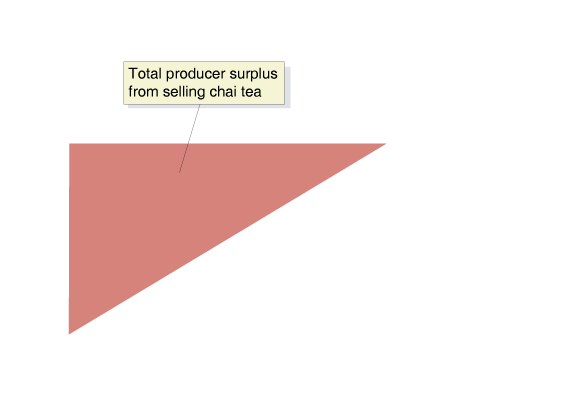 Total producer surplus
from selling chai tea